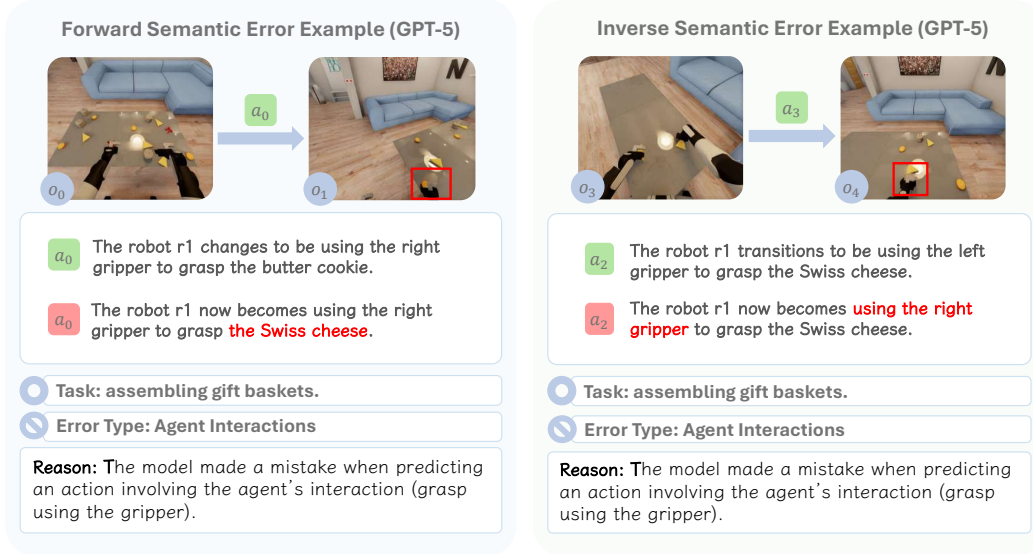 Forward Semantic Error Example (GPT-5)
a₀
o₀
o₁
a₀ The robot r1 changes to be using the right
gripper to grasp the butter cookie.
a₀ The robot r1 now becomes using the right
gripper to grasp the Swiss cheese.
Task: assembling gift baskets.
Error Type: Agent Interactions
Reason: The model made a mistake when predicting
an action involving the agent's interaction (grasp
using the gripper).
Inverse Semantic Error Example (GPT-5)
a₃
o₃
o₄
a₂ The robot r1 transitions to be using the left
gripper to grasp the Swiss cheese.
a₂ The robot r1 now becomes using the right
gripper to grasp the Swiss cheese.
Task: assembling gift baskets.
Error Type: Agent Interactions
Reason: The model made a mistake when predicting
an action involving the agent's interaction (grasp
using the gripper).